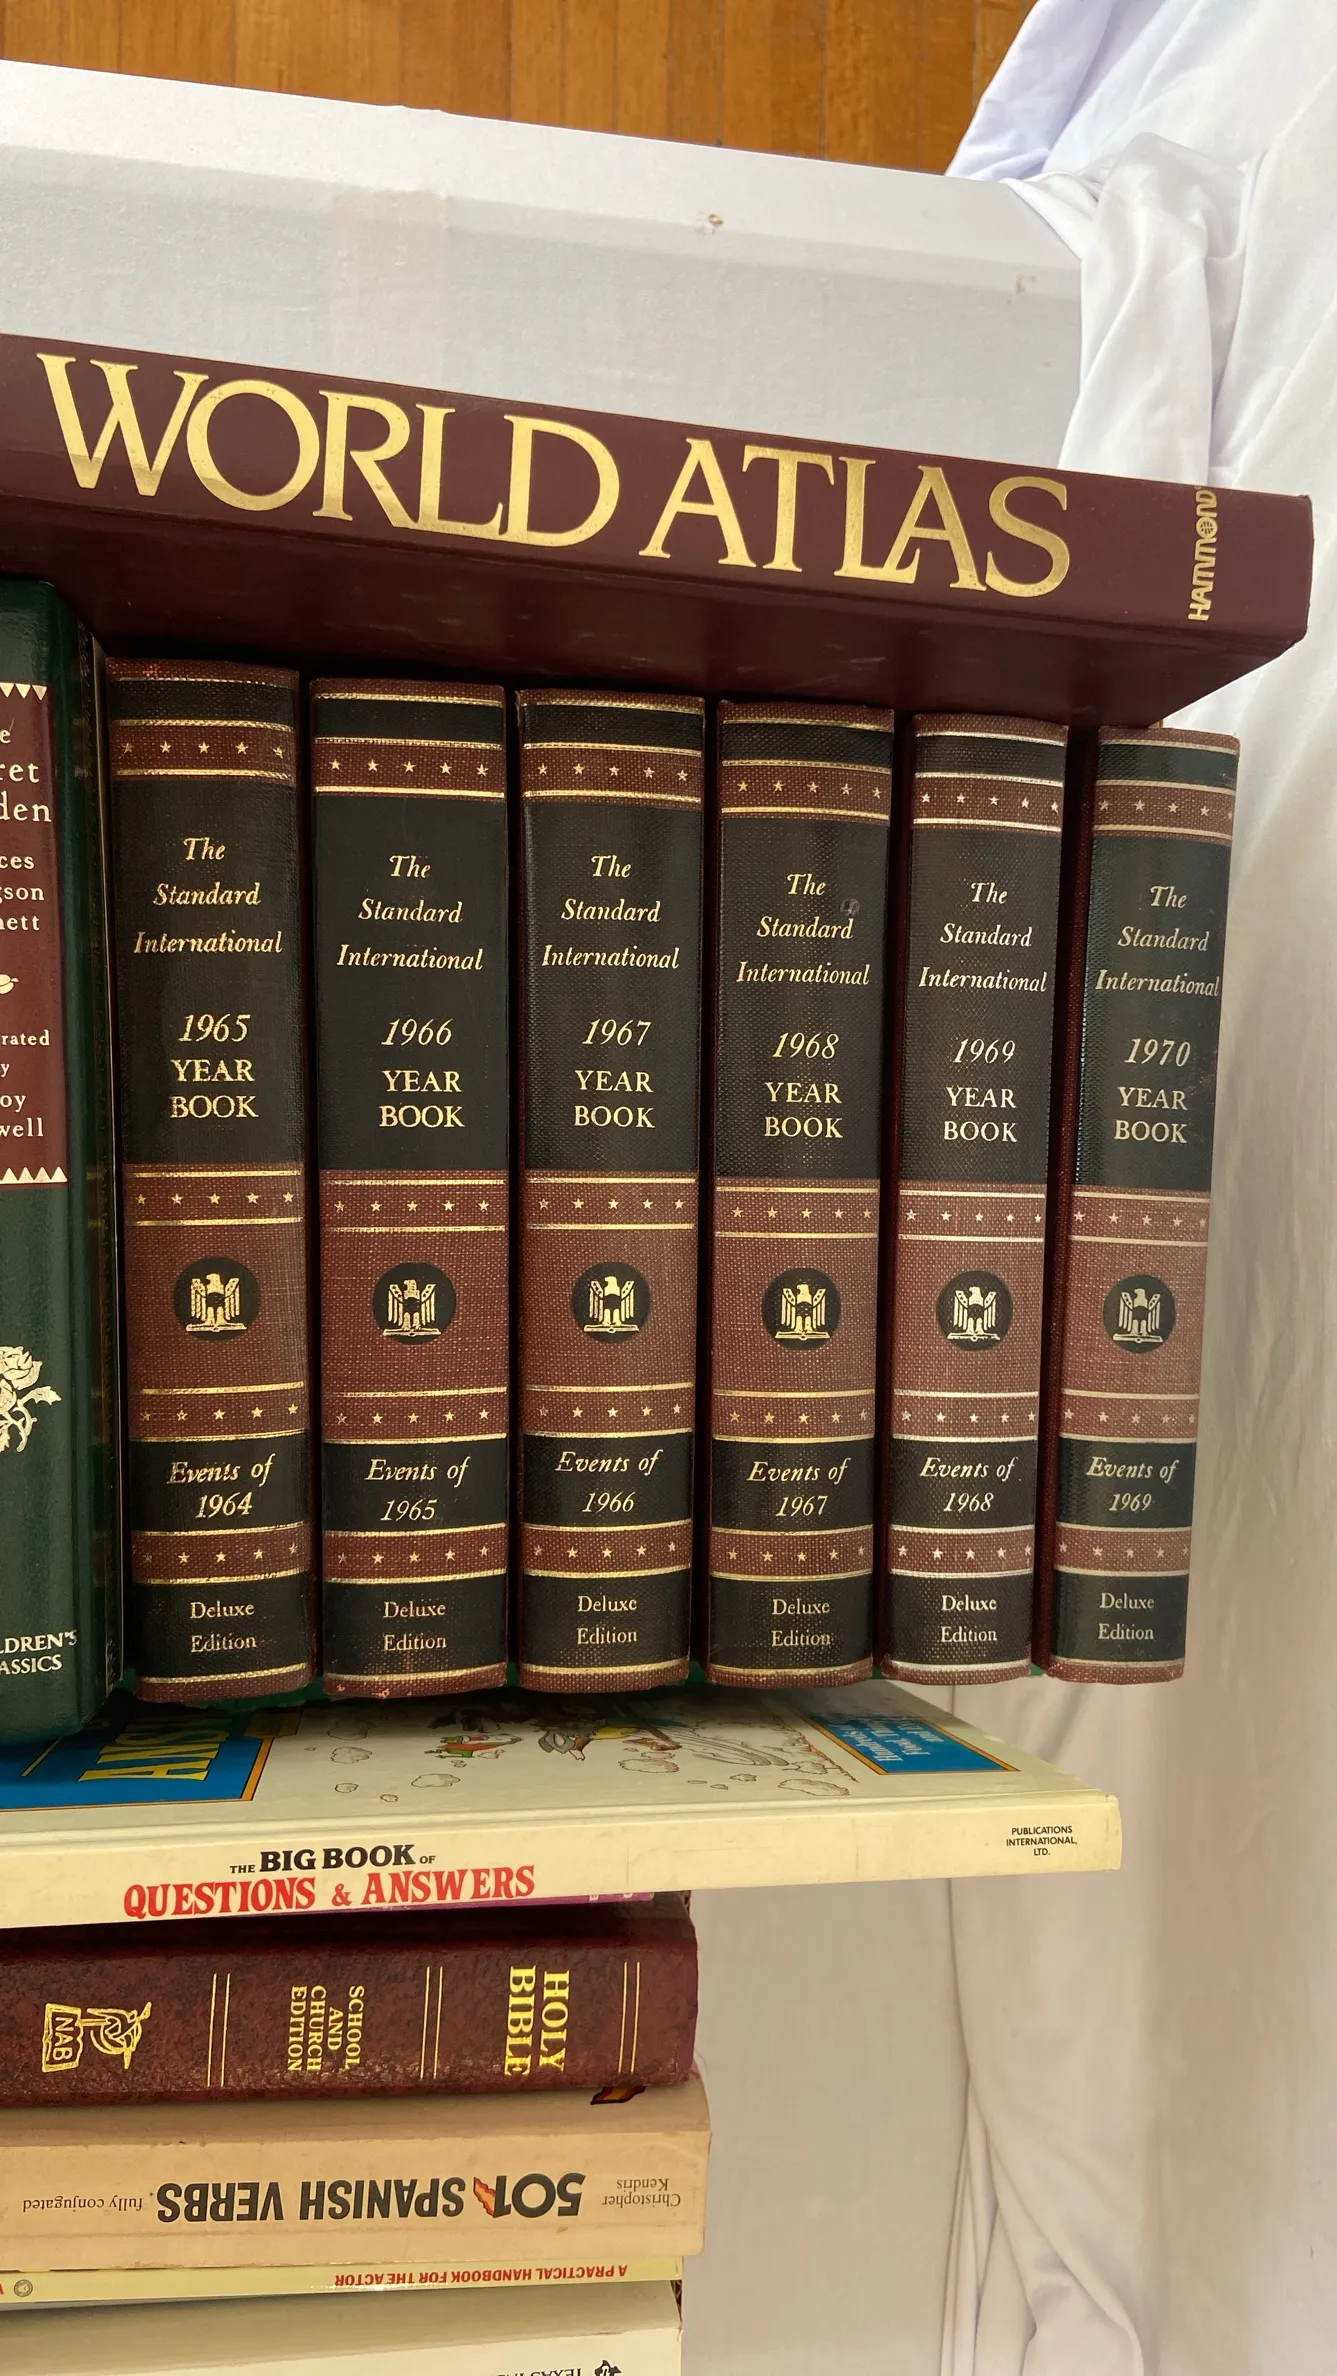 WORLD ATLAS
HAMMOND
The
Standard
International
1965
YEAR
BOOK
Events of
1964
Deluxe
Edition
The
Standard
International
1966
YEAR
BOOK
Events of
1965
Deluxe
Edition
The
Standard
International
1967
YEAR
BOOK
Events of
1966
Deluxe
Edition
The
Standard
International
1968
YEAR
BOOK
Events of
1967
Deluxe
Edition
The
Standard
International
1969
YEAR
BOOK
Events of
1968
Deluxe
Edition
The
Standard
International
1970
YEAR
BOOK
Events of
1969
Deluxe
Edition
THE BIG BOOK OF
QUESTIONS & ANSWERS
PUBLICATIONS
INTERNATIONAL,
LTD.
HOLY
BIBLE
SCHOOL
AND
CHURCH
EDITION
NAB
Christopher
Kendris
501 SPANISH VERBS
fully conjugated
A PRACTICAL HANDBOOK FOR THE ACTOR